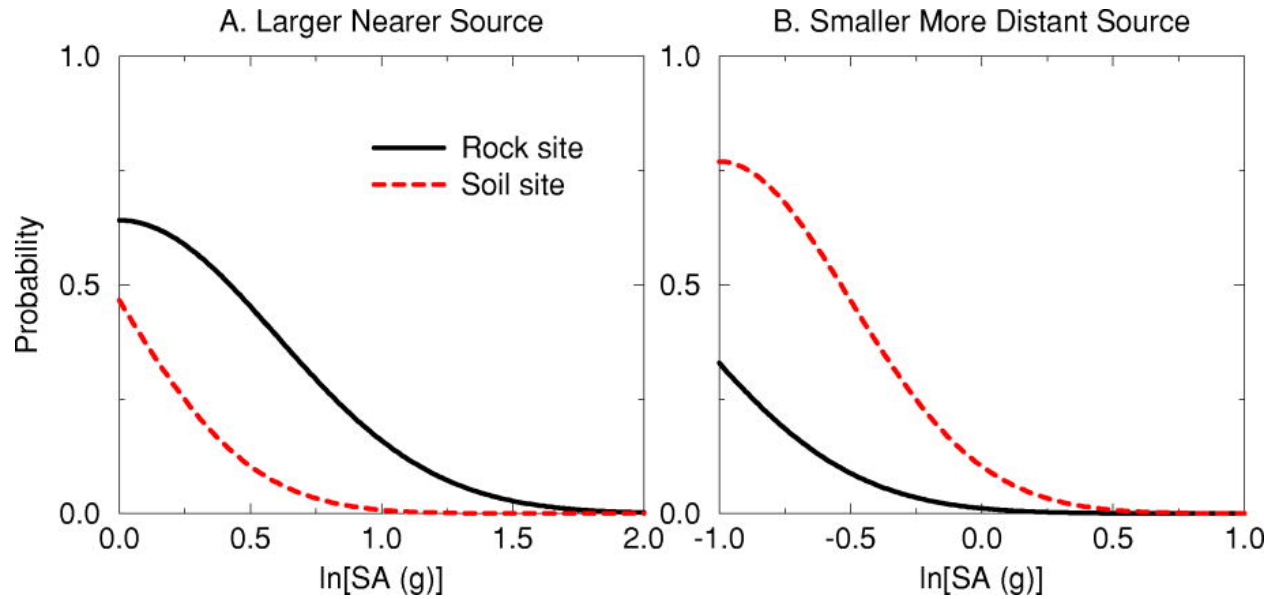 A. Larger Nearer Source
B. Smaller More Distant Source
Probability
1.0
0.5
0.0
Rock site
Soil site
0.0 0.5 1.0 1.5 2.0
ln[SA (g)]
1.0
0.5
0.0
-1.0 -0.5 0.0 0.5 1.0
ln[SA (g)]